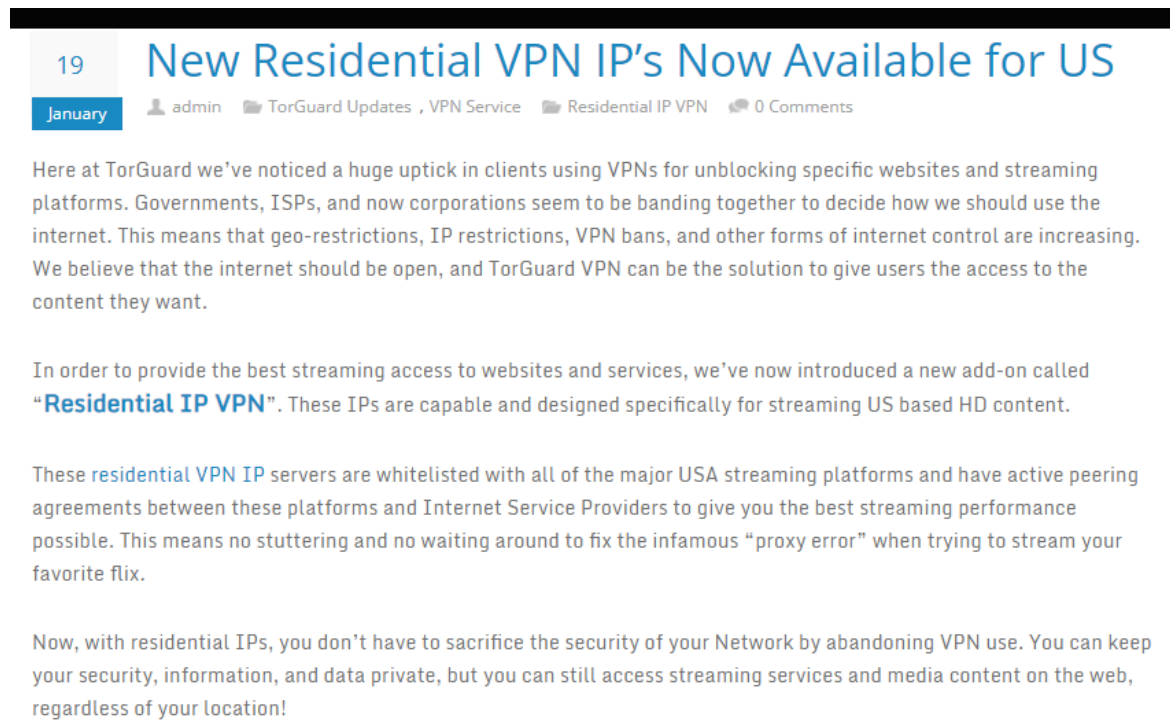 19
January
New Residential VPN IP's Now Available for US
admin TorGuard Updates , VPN Service Residential IP VPN 0 Comments
Here at TorGuard we've noticed a huge uptick in clients using VPNs for unblocking specific websites and streaming
platforms. Governments, ISPs, and now corporations seem to be banding together to decide how we should use the
internet. This means that geo-restrictions, IP restrictions, VPN bans, and other forms of internet control are increasing.
We believe that the internet should be open, and TorGuard VPN can be the solution to give users the access to the
content they want.
In order to provide the best streaming access to websites and services, we've now introduced a new add-on called
“Residential IP VPN”. These IPs are capable and designed specifically for streaming US based HD content.
These residential VPN IP servers are whitelisted with all of the major USA streaming platforms and have active peering
agreements between these platforms and Internet Service Providers to give you the best streaming performance
possible. This means no stuttering and no waiting around to fix the infamous “proxy error” when trying to stream your
favorite flix.
Now, with residential IPs, you don't have to sacrifice the security of your Network by abandoning VPN use. You can keep
your security, information, and data private, but you can still access streaming services and media content on the web,
regardless of your location!